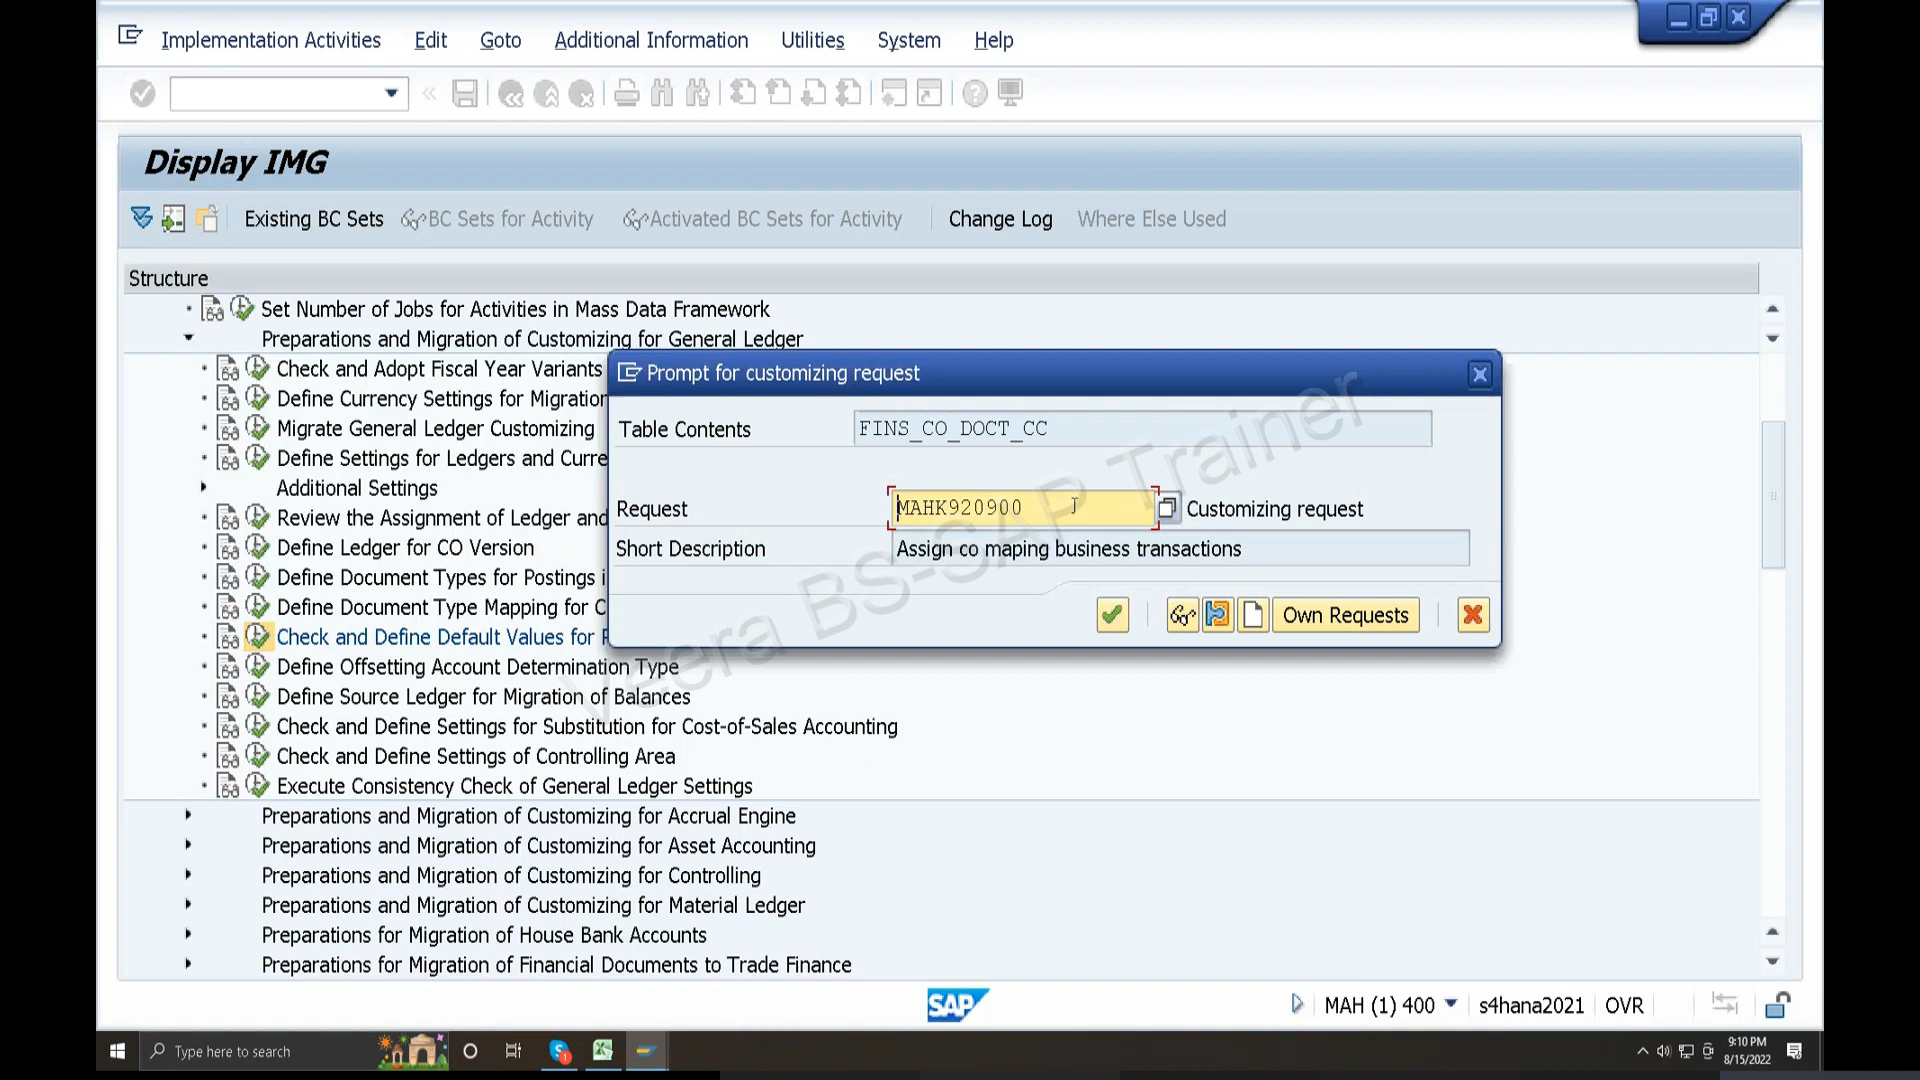 Implementation Activities Edit Goto Additional Information Utilities System Help
Display IMG
Existing BC Sets BC Sets for Activity Activated BC Sets for Activity Change Log Where Else Used
Structure
Set Number of Jobs for Activities in Mass Data Framework
Preparations and Migration of Customizing for General Ledger
Check and Adopt Fiscal Year Variants
Define Currency Settings for Migration
Migrate General Ledger Customizing
Define Settings for Ledgers and Curre
Additional Settings
Review the Assignment of Ledger and
Define Ledger for CO Version
Define Document Types for Postings i
Define Document Type Mapping for C
Check and Define Default Values for P
Define Offsetting Account Determination Type
Define Source Ledger for Migration of Balances
Check and Define Settings for Substitution for Cost-of-Sales Accounting
Check and Define Settings of Controlling Area
Execute Consistency Check of General Ledger Settings
Preparations and Migration of Customizing for Accrual Engine
Preparations and Migration of Customizing for Asset Accounting
Preparations and Migration of Customizing for Controlling
Preparations and Migration of Customizing for Material Ledger
Preparations for Migration of House Bank Accounts
Preparations for Migration of Financial Documents to Trade Finance
Prompt for customizing request
Table Contents FINS_CO_DOCT_CC
Request MAHK920900 Customizing request
Short Description Assign co maping business transactions
Own Requests
Veera BS-SAP Trainer
SAP
MAH (1) 400 s4hana2021 OVR
Type here to search
1
9:10 PM
8/15/2022